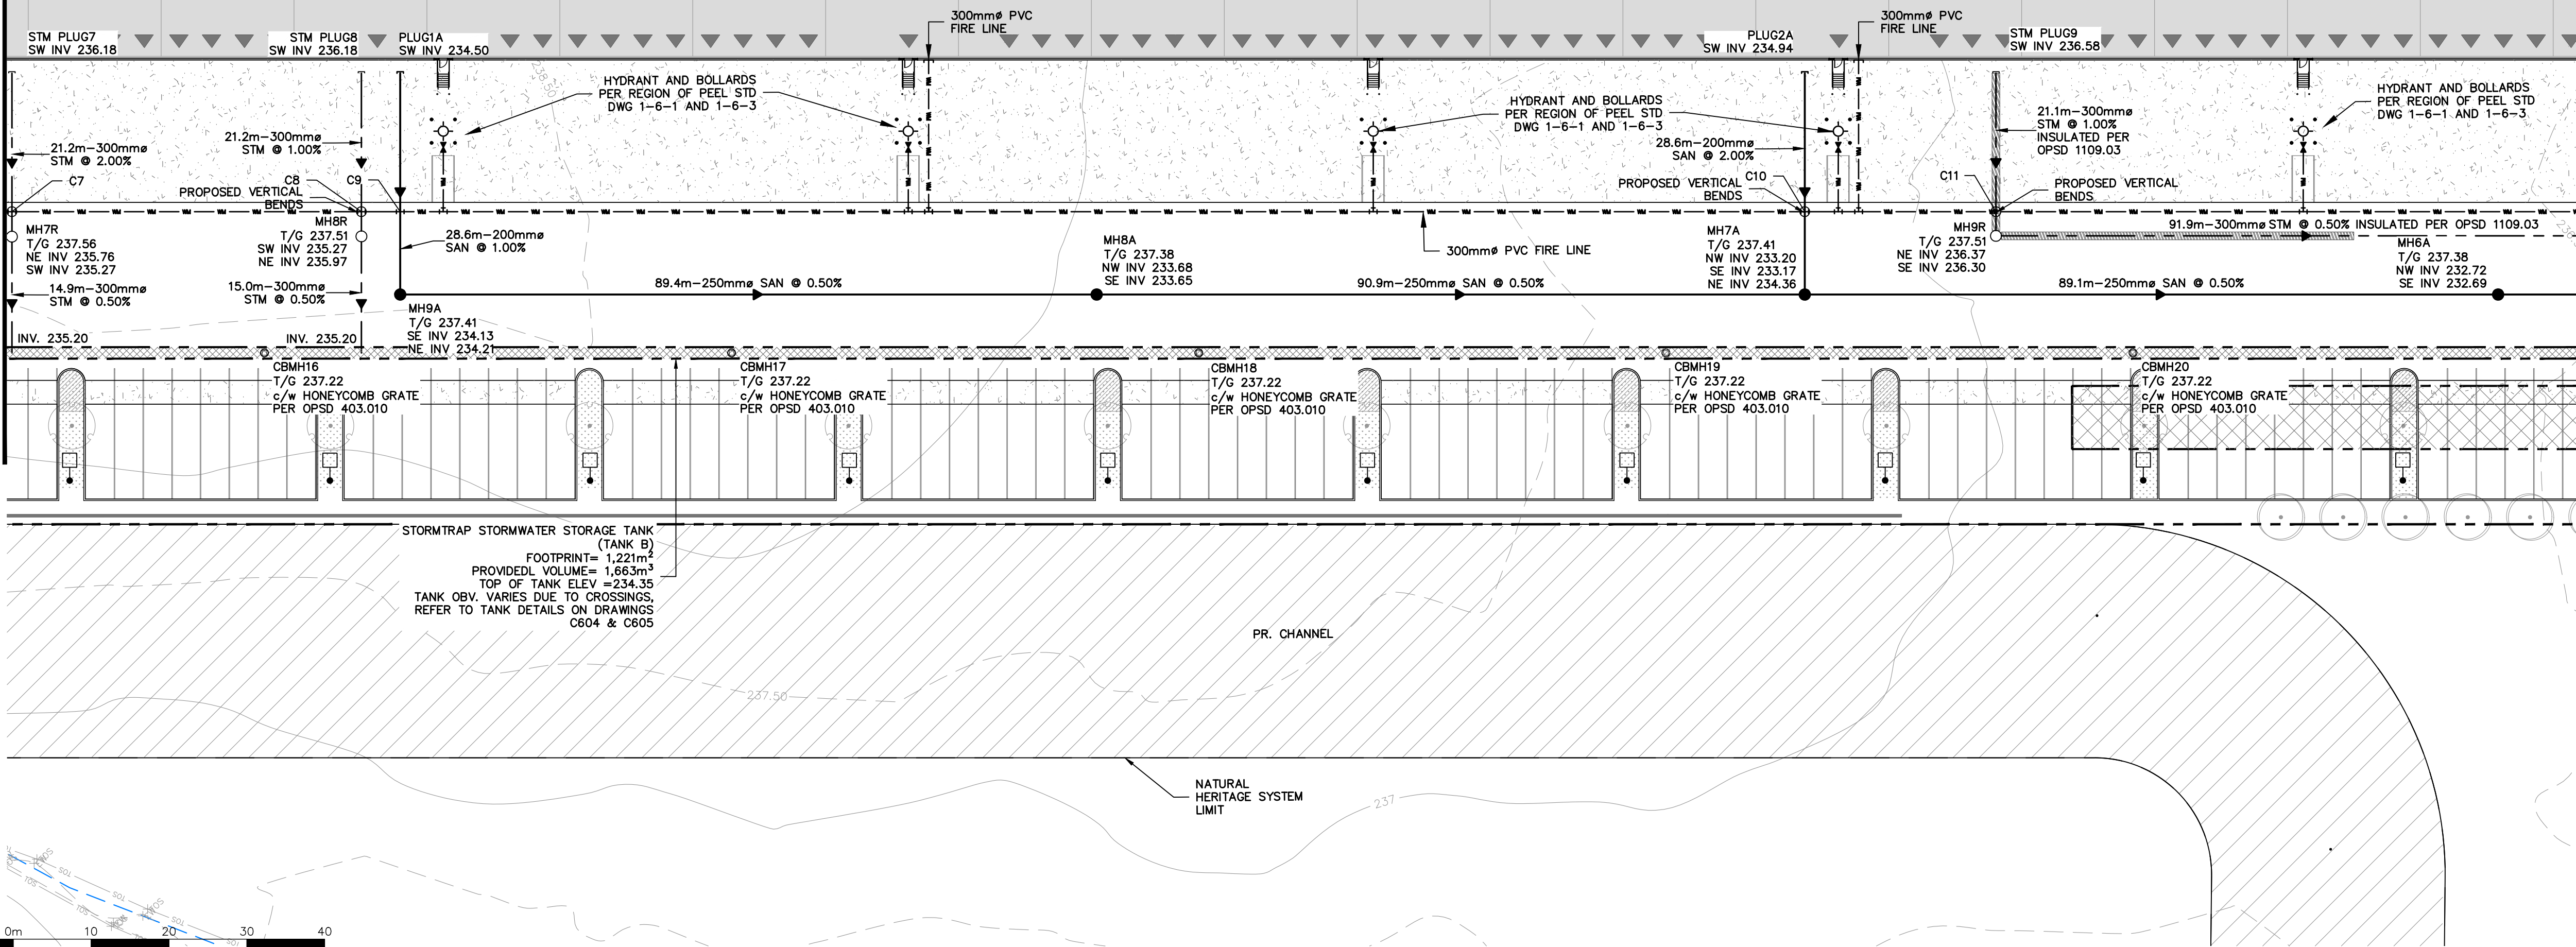 300mmø PVC
FIRE LINE
300mmø PVC
FIRE LINE
STM PLUG7
SW INV 236.18
STM PLUG8
SW INV 236.18
PLUG1A
SW INV 234.50
PLUG2A
SW INV 234.94
STM PLUG9
SW INV 236.58
238.50
HYDRANT AND BOLLARDS
PER REGION OF PEEL STD
DWG 1-6-1 AND 1-6-3
HYDRANT AND BOLLARDS
PER REGION OF PEEL STD
DWG 1-6-1 AND 1-6-3
HYDRANT AND BOLLARDS
PER REGION OF PEEL STD
DWG 1-6-1 AND 1-6-3
21.2m-300mmø
STM @ 2.00%
21.2m-300mmø
STM @ 1.00%
28.6m-200mmø
SAN @ 2.00%
21.1m-300mmø
STM @ 1.00%
INSULATED PER
OPSD 1109.03
C7
C8
C9
C10
C11
PROPOSED VERTICAL
BENDS
PROPOSED VERTICAL
BENDS
PROPOSED VERTICAL
BENDS
MH7R
T/G 237.56
NE INV 235.76
SW INV 235.27
MH8R
T/G 237.51
SW INV 235.27
NE INV 235.97
28.6m-200mmø
SAN @ 1.00%
MH8A
T/G 237.38
NW INV 233.68
SE INV 233.65
300mmø PVC FIRE LINE
MH7A
T/G 237.41
NW INV 233.20
SE INV 233.17
NE INV 234.36
MH9R
T/G 237.51
NE INV 236.37
SE INV 236.30
91.9m-300mmø STM @ 0.50% INSULATED PER OPSD 1109.03
MH6A
T/G 237.38
NW INV 232.72
SE INV 232.69
14.9m-300mmø
STM @ 0.50%
15.0m-300mmø
STM @ 0.50%
89.4m-250mmø SAN @ 0.50%
90.9m-250mmø SAN @ 0.50%
89.1m-250mmø SAN @ 0.50%
MH9A
T/G 237.41
SE INV 234.13
NE INV 234.21
INV. 235.20
INV. 235.20
CBMH16
T/G 237.22
c/w HONEYCOMB GRATE
PER OPSD 403.010
CBMH17
T/G 237.22
c/w HONEYCOMB GRATE
PER OPSD 403.010
CBMH18
T/G 237.22
c/w HONEYCOMB GRATE
PER OPSD 403.010
CBMH19
T/G 237.22
c/w HONEYCOMB GRATE
PER OPSD 403.010
CBMH20
T/G 237.22
c/w HONEYCOMB GRATE
PER OPSD 403.010
STORMTRAP STORMWATER STORAGE TANK
(TANK B)
FOOTPRINT= 1,221m²
PROVIDEDL VOLUME= 1,663m³
TOP OF TANK ELEV =234.35
TANK OBV. VARIES DUE TO CROSSINGS,
REFER TO TANK DETAILS ON DRAWINGS
C604 & C605
PR. CHANNEL
237.50
NATURAL
HERITAGE SYSTEM
LIMIT
237
TOS
TOS
TOS
0m 10 20 30 40